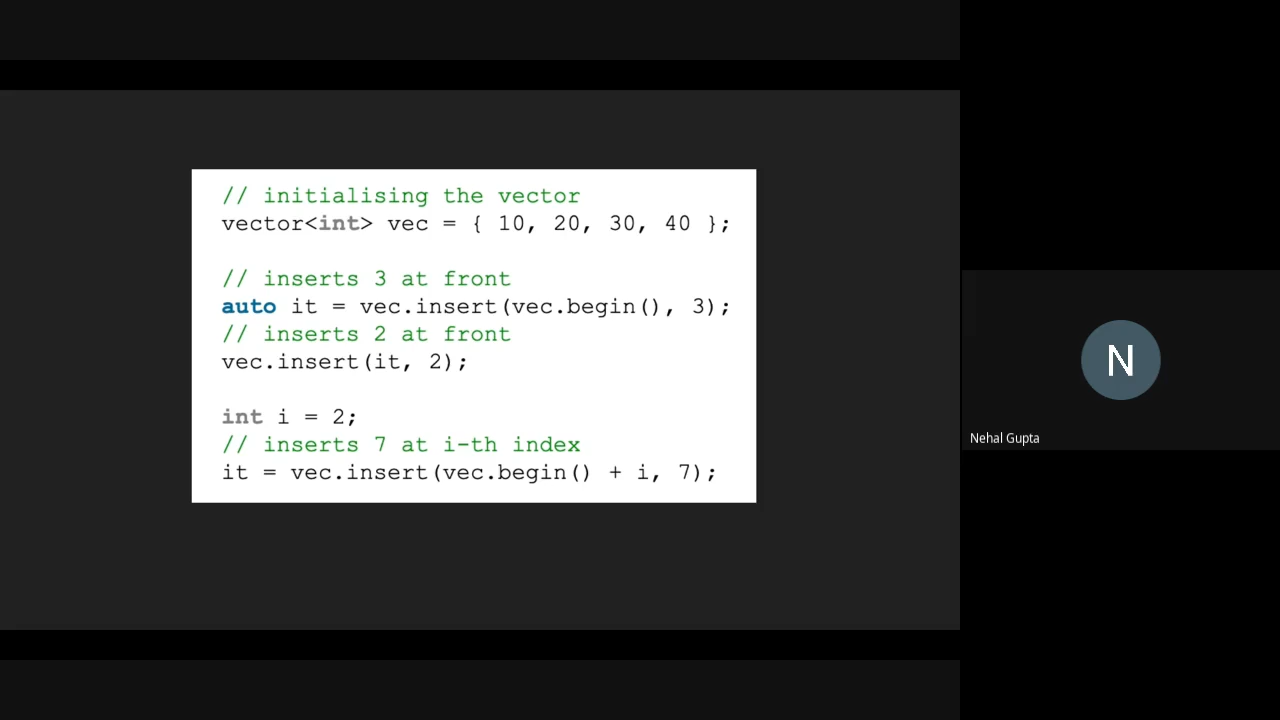 // initialising the vector
vector<int> vec = { 10, 20, 30, 40 };
// inserts 3 at front
auto it = vec.insert(vec.begin(), 3);
// inserts 2 at front
vec.insert(it, 2);
int i = 2;
// inserts 7 at i-th index
it = vec.insert(vec.begin() + i, 7);
N
Nehal Gupta